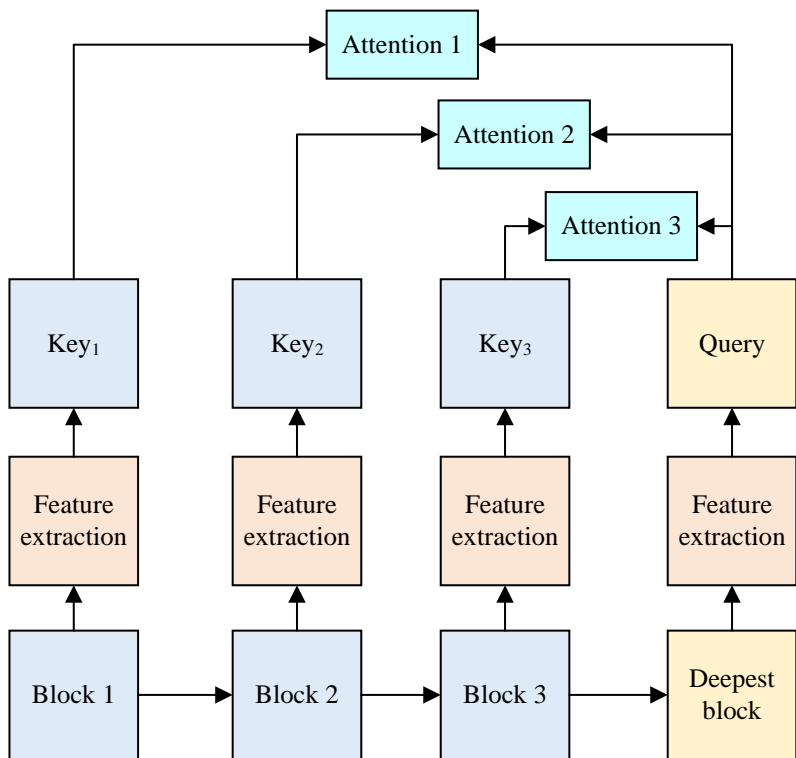 Attention 1
Attention 2
Attention 3
Key₁
Key₂
Key₃
Query
Feature
extraction
Feature
extraction
Feature
extraction
Feature
extraction
Block 1
Block 2
Block 3
Deepest
block